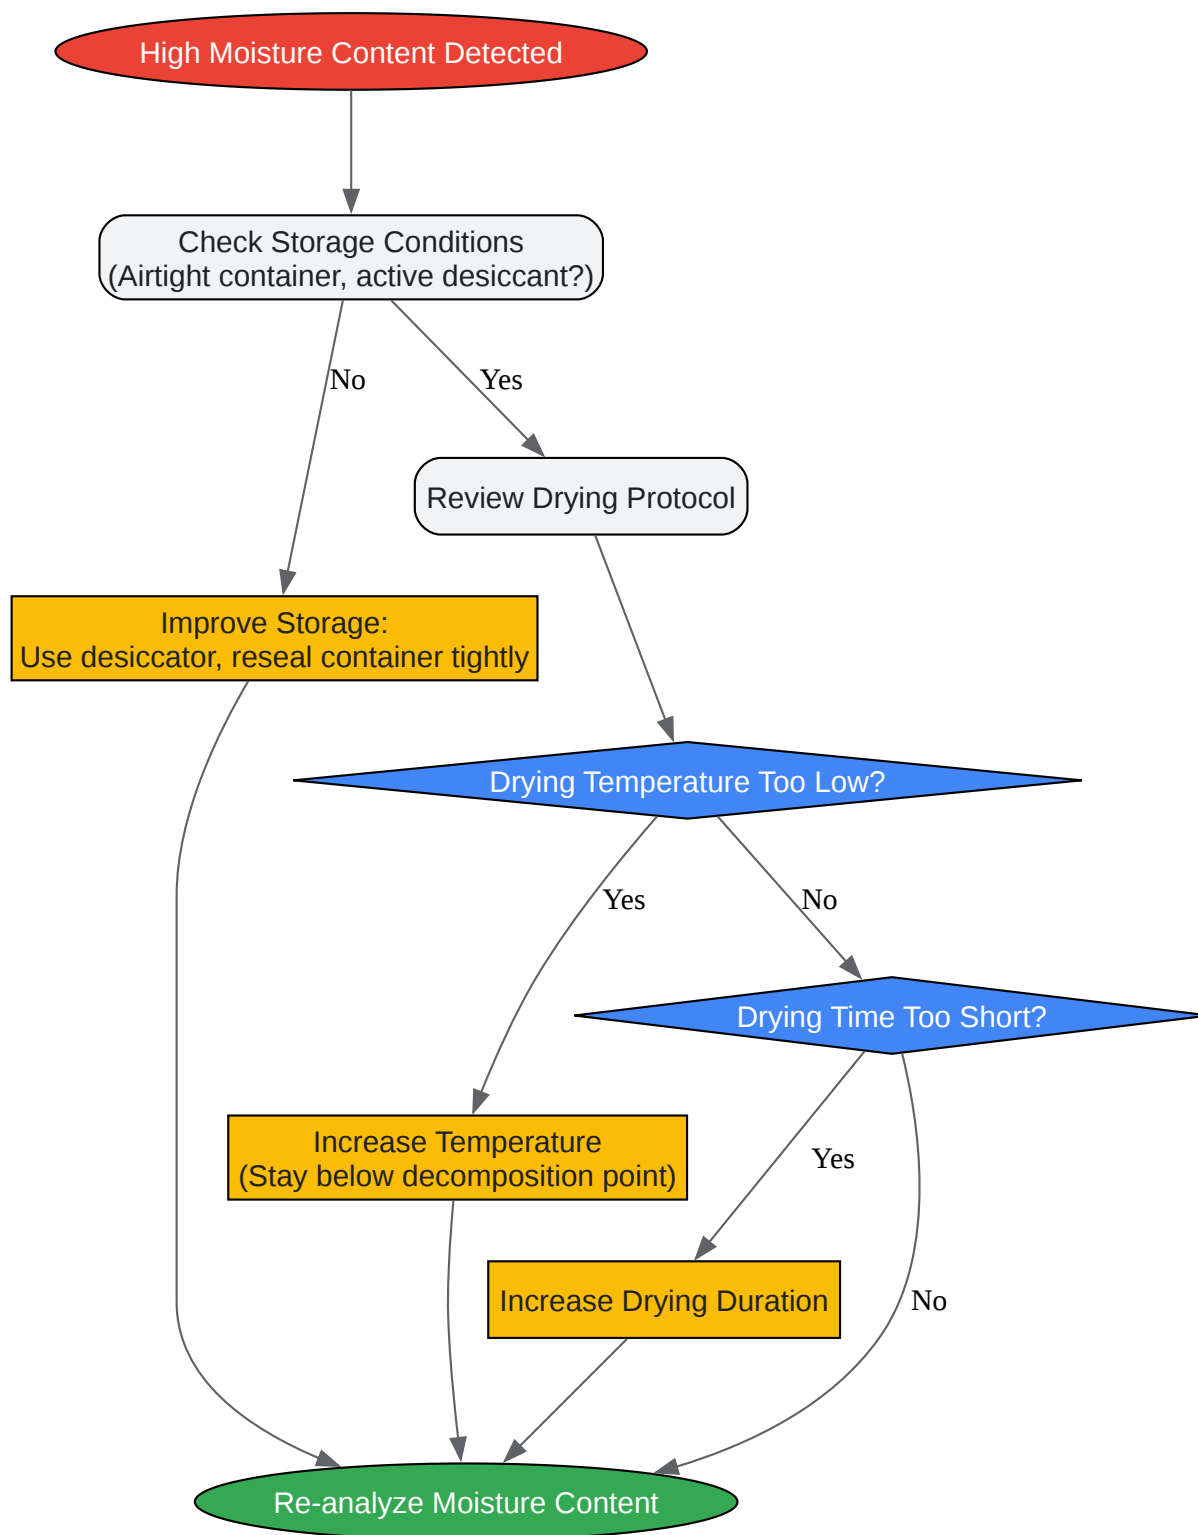 High Moisture Content Detected
Check Storage Conditions
(Airtight container, active desiccant?)
No
Yes
Review Drying Protocol
Improve Storage:
Use desiccator, reseal container tightly
Drying Temperature Too Low?
Yes
No
Drying Time Too Short?
Increase Temperature
(Stay below decomposition point)
Yes
Increase Drying Duration
No
Re-analyze Moisture Content